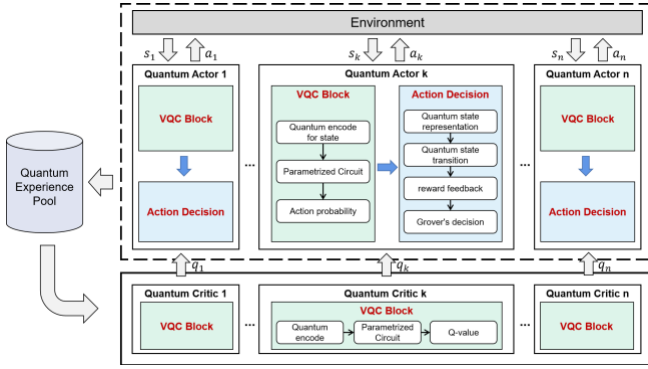 Environment
s1 a1 sk ak sn an
Quantum Actor 1
VQC Block
Action Decision
...
Quantum Actor k
VQC Block
Quantum encode
for state
Parametrized Circuit
Action probability
Action Decision
Quantum state
representation
Quantum state
transition
reward feedback
Grover's decision
...
Quantum Actor n
VQC Block
Action Decision
Quantum
Experience
Pool
q1 qk qn
Quantum Critic 1
VQC Block
...
Quantum Critic k
VQC Block
Quantum
encode
Parametrized
Circuit
Q-value
...
Quantum Critic n
VQC Block